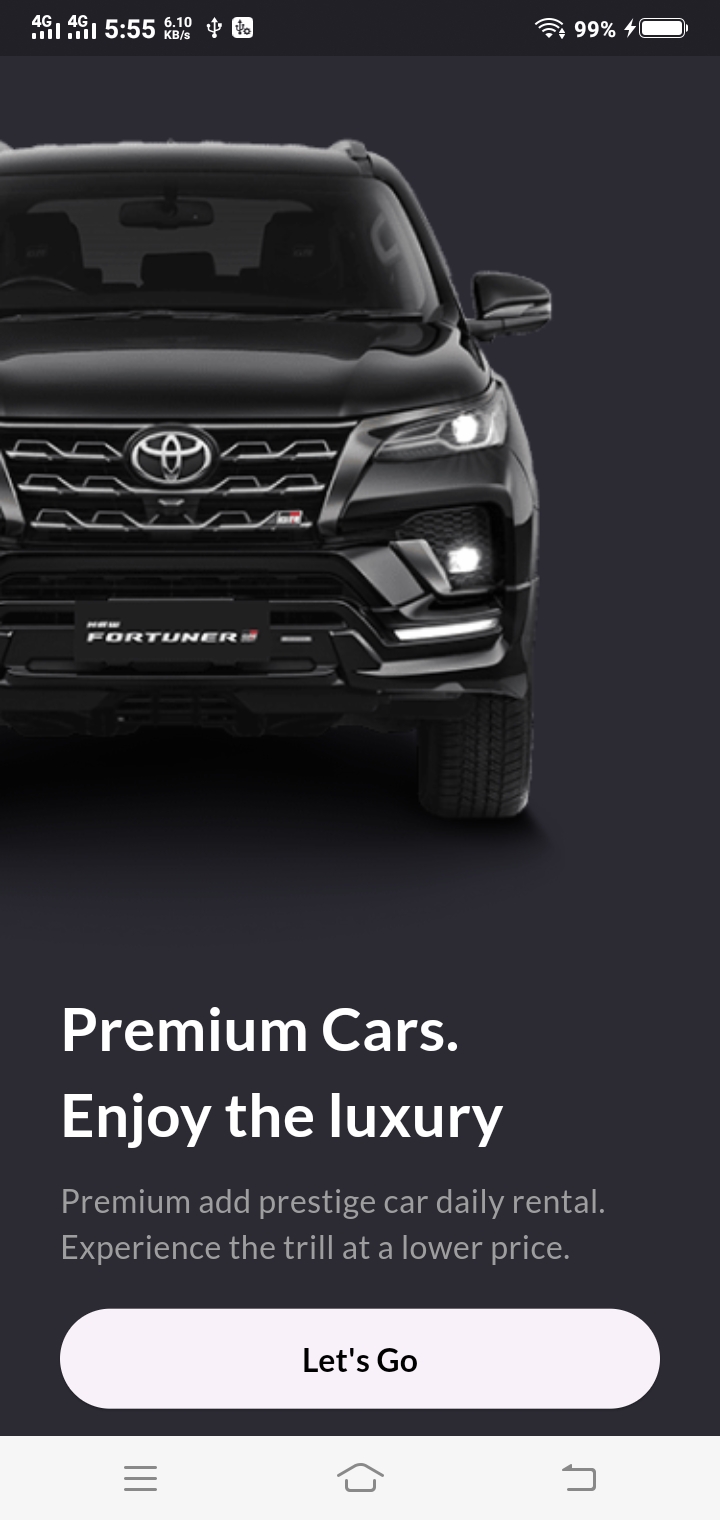 4G 4G 5:55 6.10 KB/s 99%
NEW
FORTUNER
Premium Cars.
Enjoy the luxury
Premium add prestige car daily rental.
Experience the trill at a lower price.
Let's Go